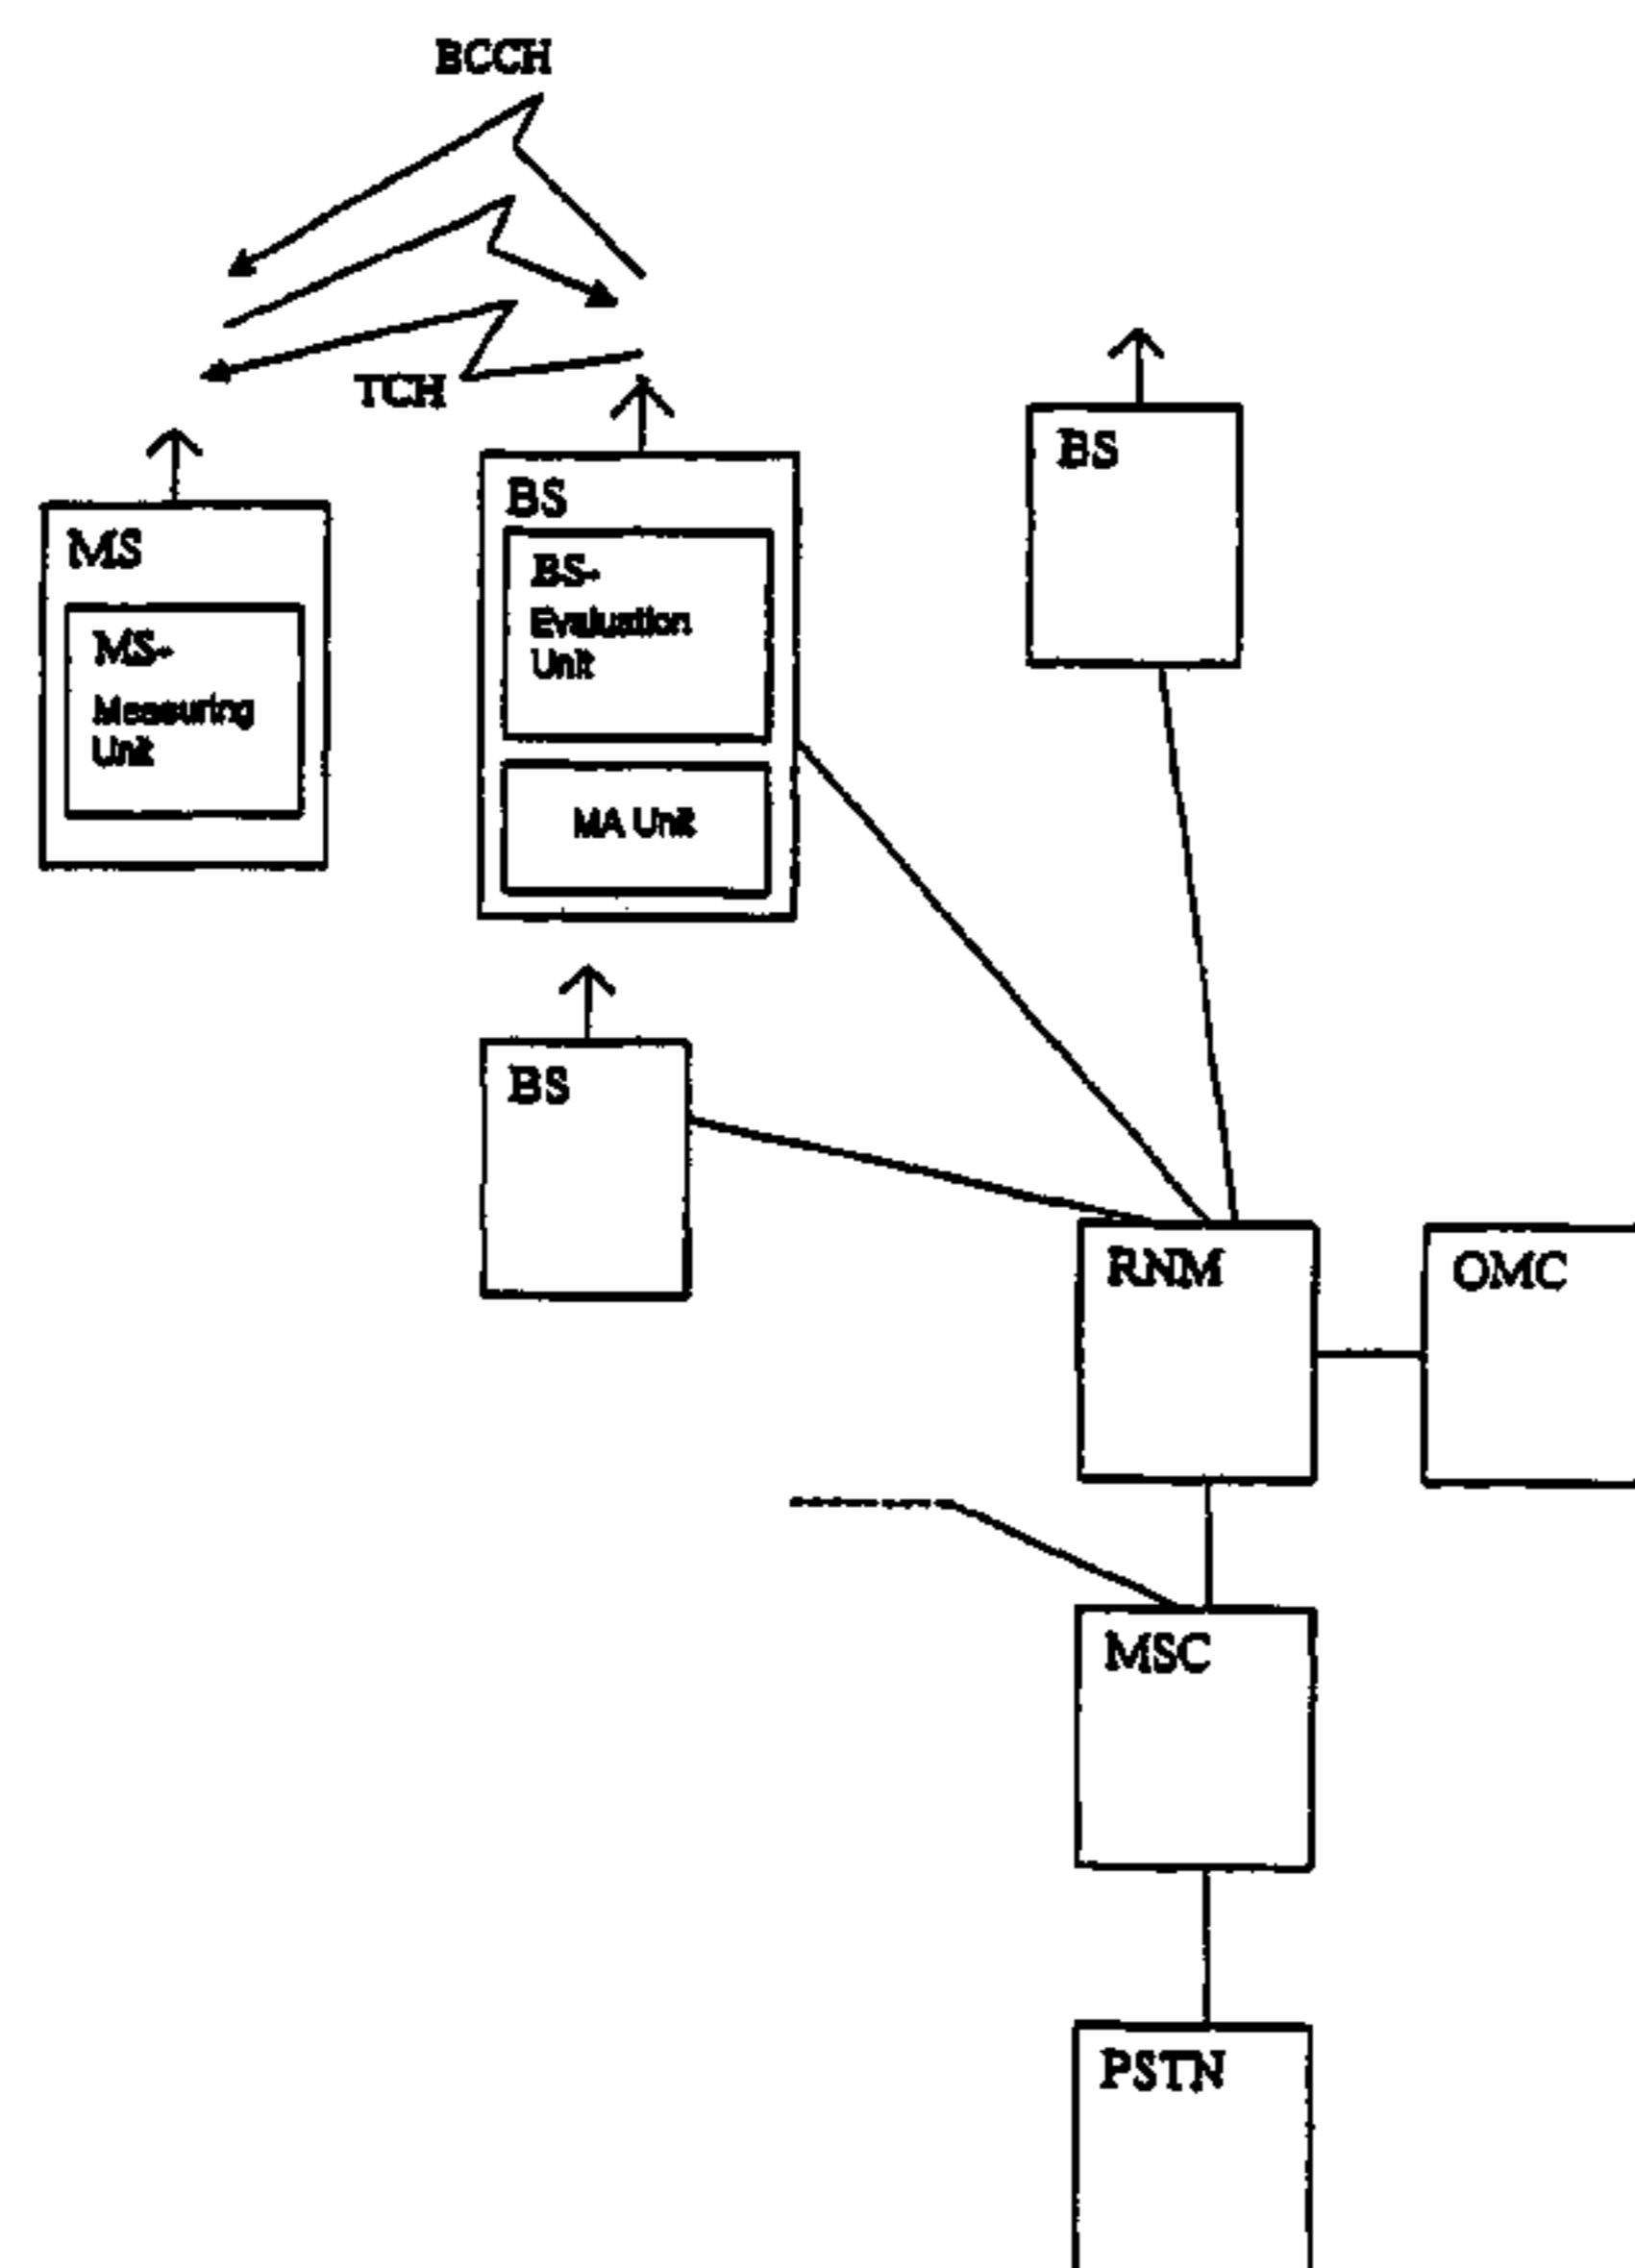 BCCH
TCH
BS
BS
BS-
Evaluation
Unit
MS
MS-
Measuring
Unit
MA Unit
BS
RNM
OMC
MSC
PSTN